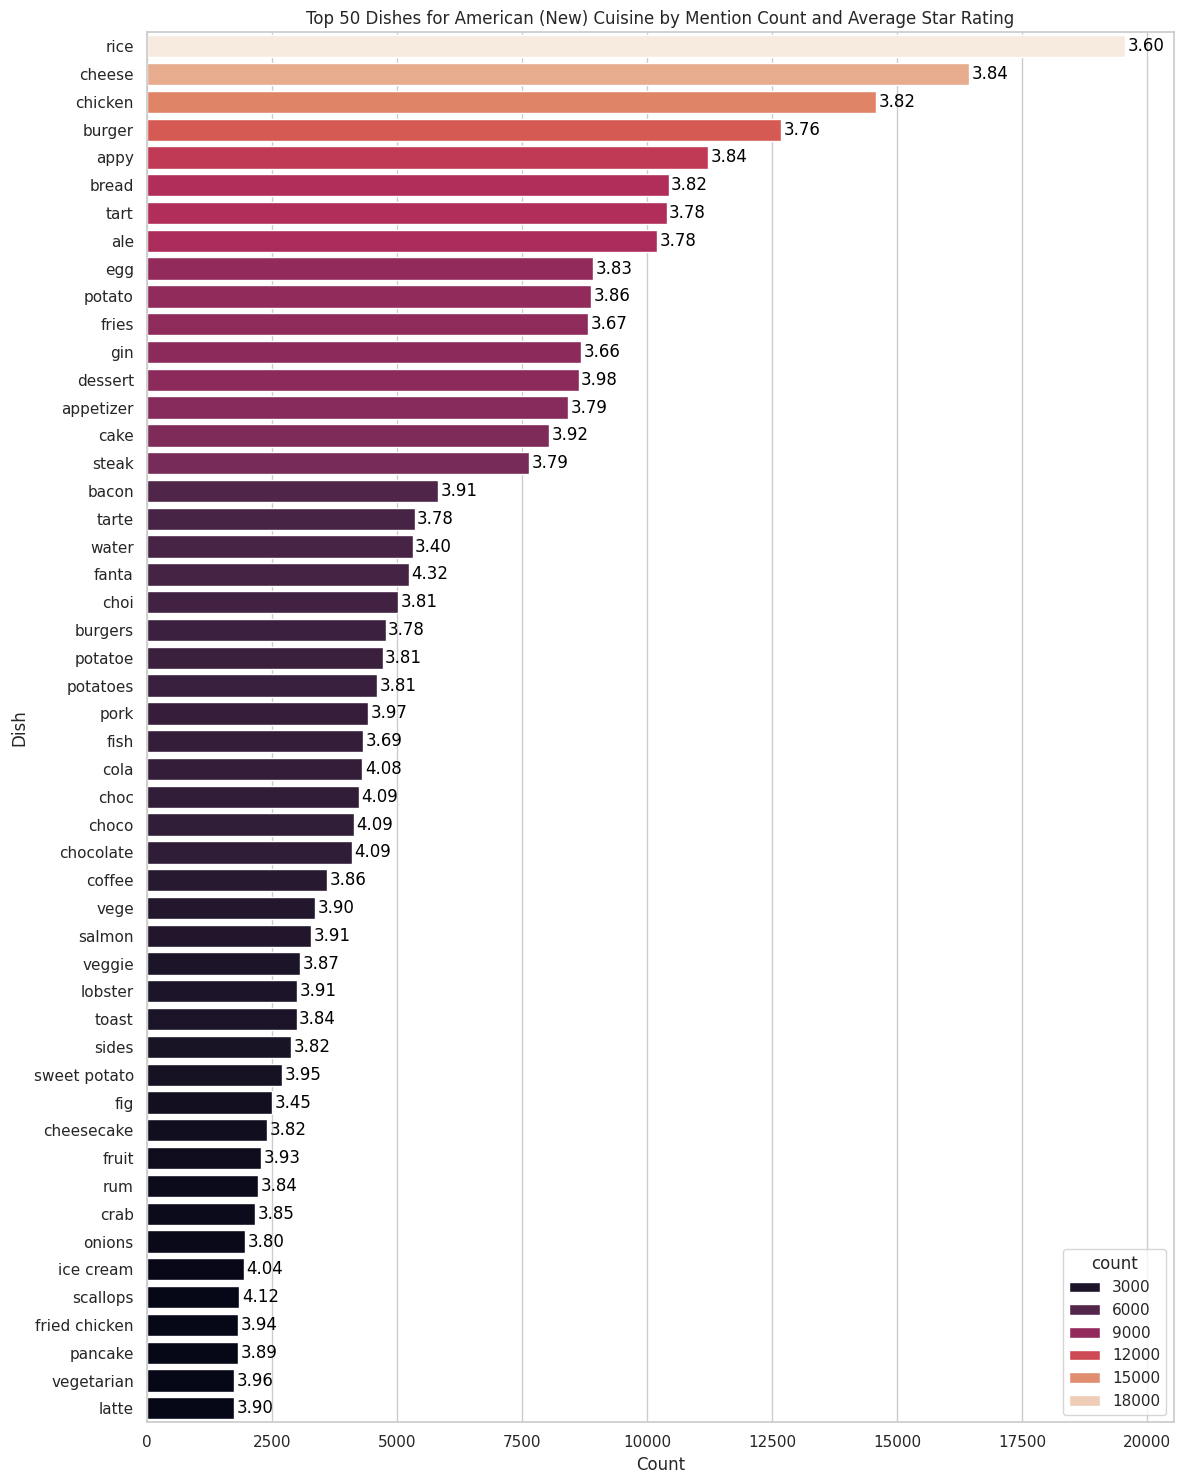 Top 50 Dishes for American (New) Cuisine by Mention Count and Average Star Rating
rice 3.60
cheese 3.84
chicken 3.82
burger 3.76
appy 3.84
bread 3.82
tart 3.78
ale 3.78
egg 3.83
potato 3.86
fries 3.67
gin 3.66
dessert 3.98
appetizer 3.79
cake 3.92
steak 3.79
bacon 3.91
tarte 3.78
water 3.40
fanta 4.32
choi 3.81
burgers 3.78
potatoe 3.81
potatoes 3.81
pork 3.97
fish 3.69
cola 4.08
choc 4.09
choco 4.09
chocolate 4.09
coffee 3.86
vege 3.90
salmon 3.91
veggie 3.87
lobster 3.91
toast 3.84
sides 3.82
sweet potato 3.95
fig 3.45
cheesecake 3.82
fruit 3.93
rum 3.84
crab 3.85
onions 3.80
ice cream 4.04
scallops 4.12
fried chicken 3.94
pancake 3.89
vegetarian 3.96
latte 3.90
Dish
count
3000
6000
9000
12000
15000
18000
0 2500 5000 7500 10000 12500 15000 17500 20000
Count